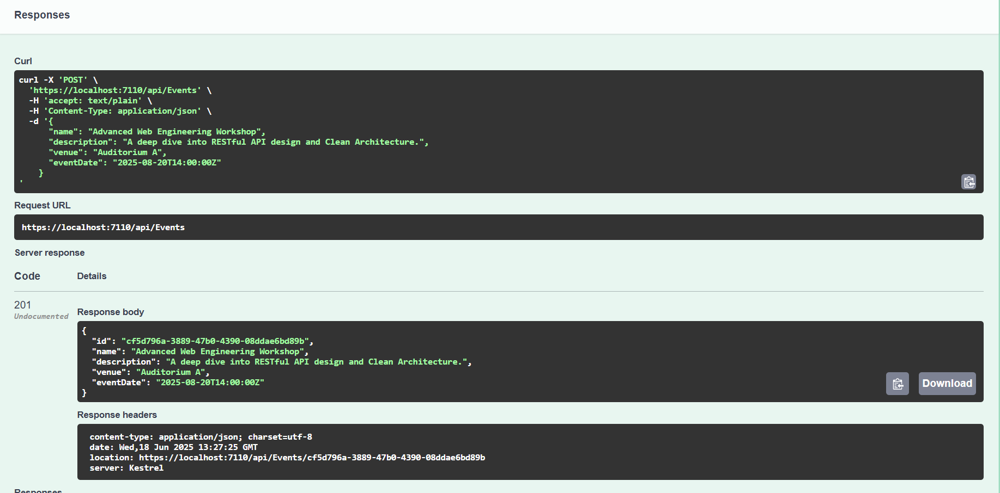 Responses
Curl
curl -X 'POST' \
  'https://localhost:7110/api/Events' \
  -H 'accept: text/plain' \
  -H 'Content-Type: application/json' \
  -d '{
      "name": "Advanced Web Engineering Workshop",
      "description": "A deep dive into RESTful API design and Clean Architecture.",
      "venue": "Auditorium A",
      "eventDate": "2025-08-20T14:00:00Z"
    }
'
Request URL
https://localhost:7110/api/Events
Server response
Code Details
201
Undocumented
Response body
{
  "id": "cf5d796a-3889-47b0-4390-08ddae6bd89b",
  "name": "Advanced Web Engineering Workshop",
  "description": "A deep dive into RESTful API design and Clean Architecture.",
  "venue": "Auditorium A",
  "eventDate": "2025-08-20T14:00:00Z"
}
Download
Response headers
content-type: application/json; charset=utf-8
date: Wed,18 Jun 2025 13:27:25 GMT
location: https://localhost:7110/api/Events/cf5d796a-3889-47b0-4390-08ddae6bd89b
server: Kestrel
Responses